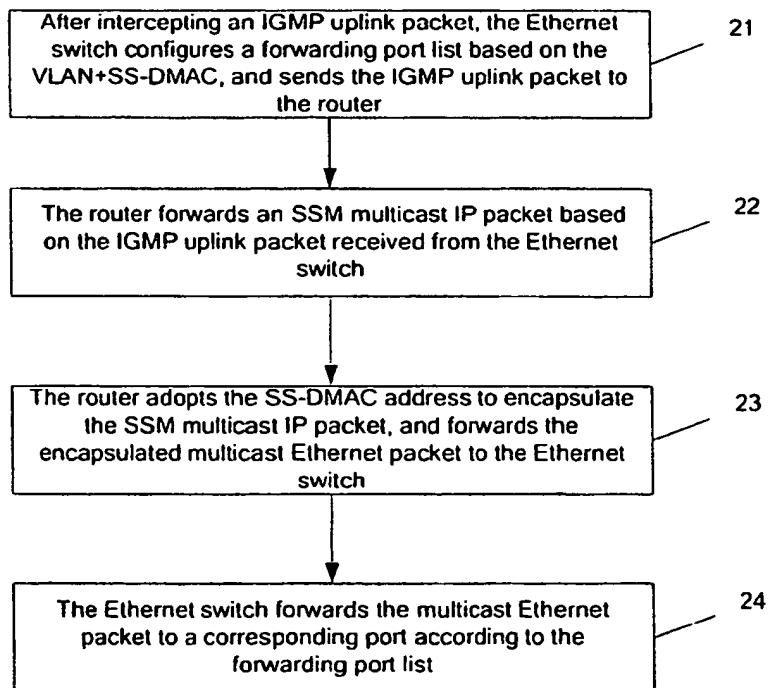 After intercepting an IGMP uplink packet, the Ethernet
switch configures a forwarding port list based on the
VLAN+SS-DMAC, and sends the IGMP uplink packet to
the router
21
The router forwards an SSM multicast IP packet based
on the IGMP uplink packet received from the Ethernet
switch
22
The router adopts the SS-DMAC address to encapsulate
the SSM multicast IP packet, and forwards the
encapsulated multicast Ethernet packet to the Ethernet
switch
23
The Ethernet switch forwards the multicast Ethernet
packet to a corresponding port according to the
forwarding port list
24